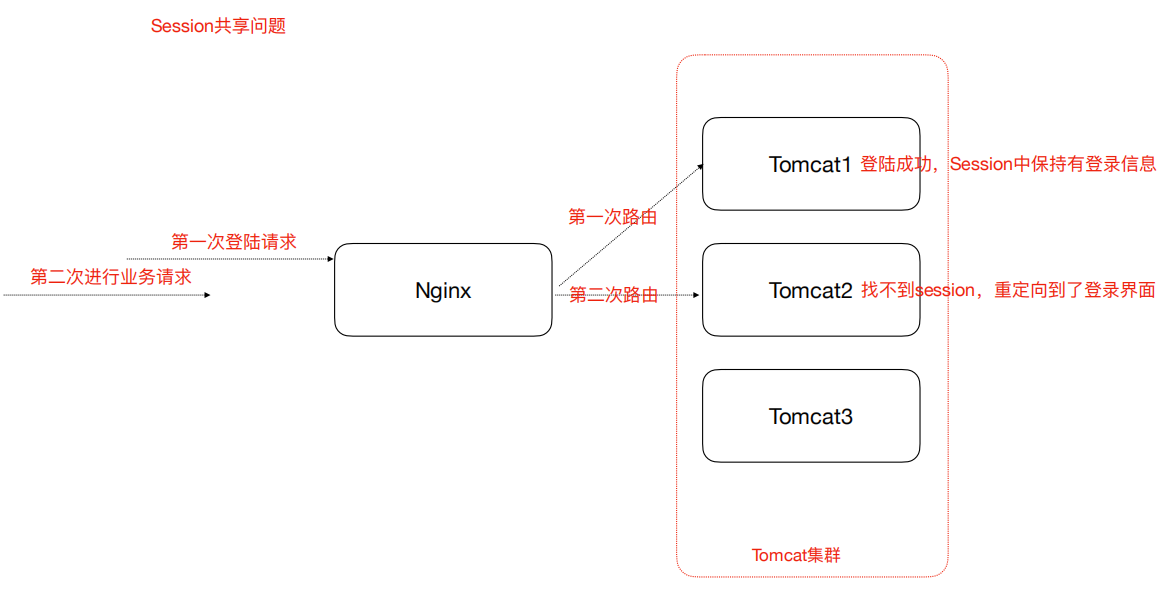 Session共享问题
Tomcat1 登陆成功，Session中保持有登录信息
第一次路由
第一次登陆请求
第二次进行业务请求
Nginx
第二次路由
Tomcat2 找不到session，重定向到了登录界面
Tomcat3
Tomcat集群